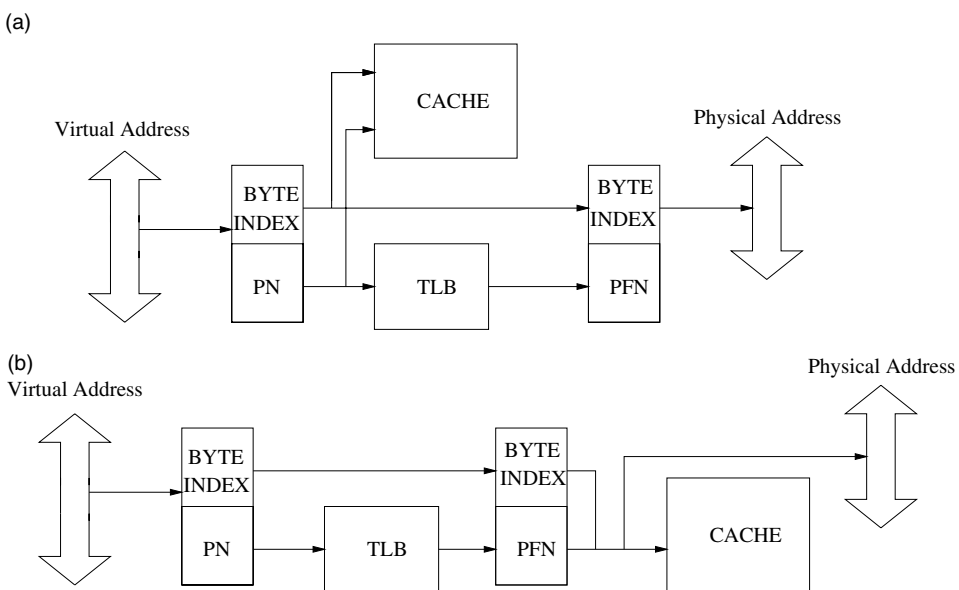 (a)
CACHE
Virtual Address
Physical Address
BYTE
INDEX
BYTE
INDEX
PN
TLB
PFN
(b)
Virtual Address
Physical Address
BYTE
INDEX
BYTE
INDEX
PN
TLB
PFN
CACHE